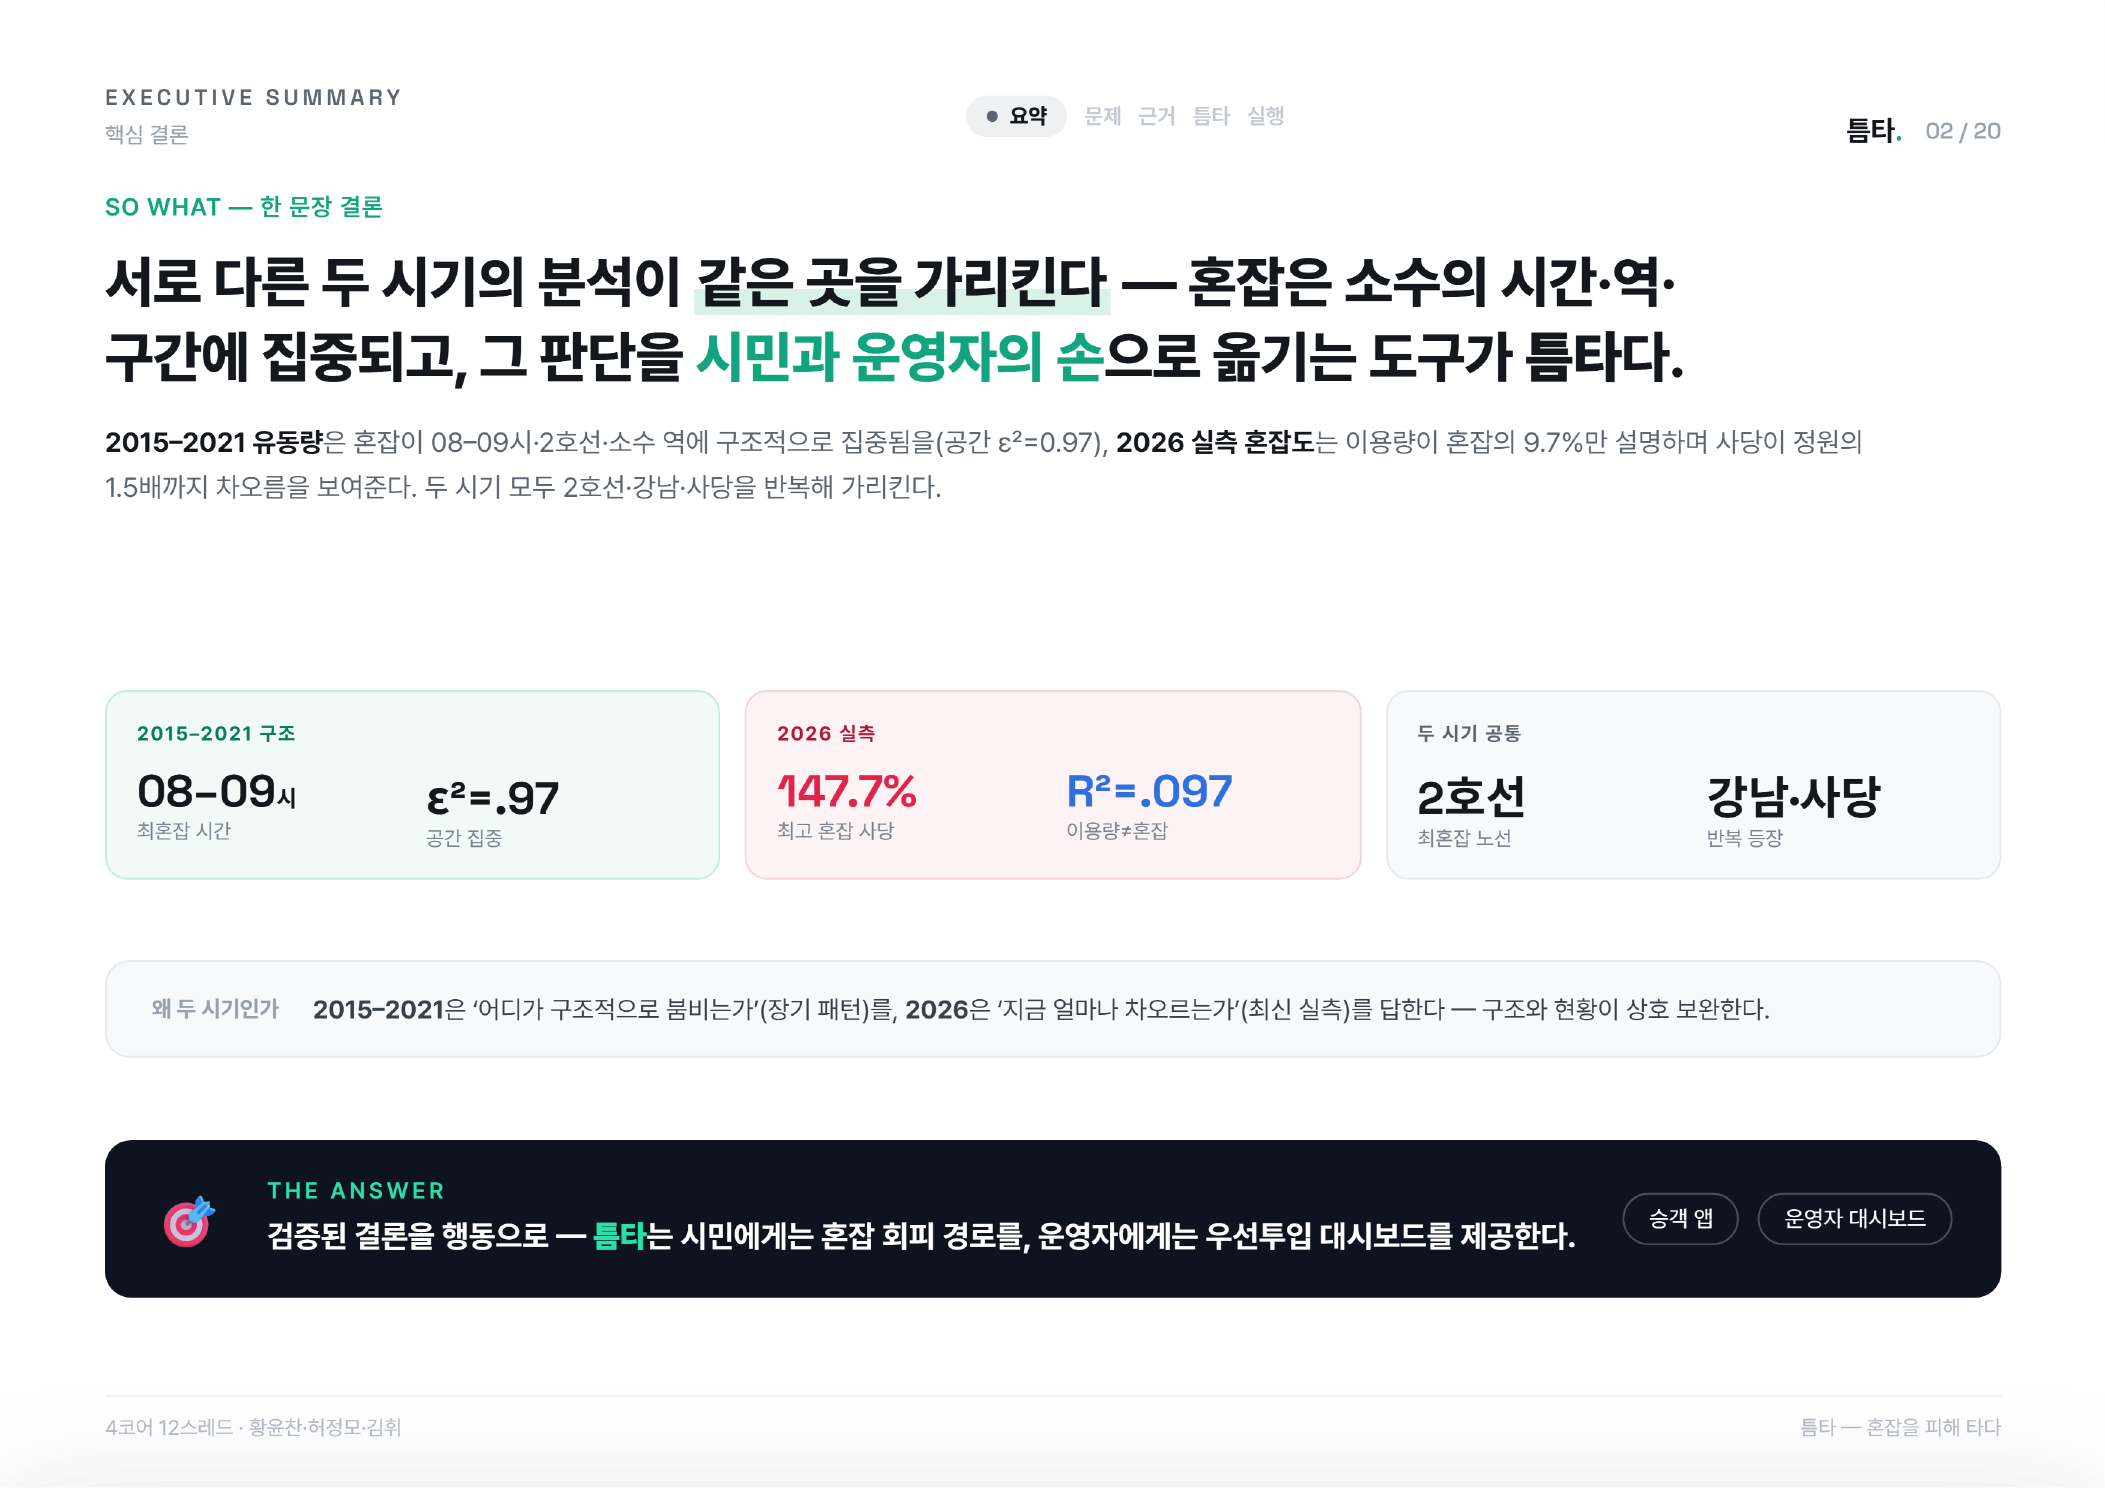 EXECUTIVE SUMMARY
핵심 결론
요약 문제 근거 틈타 실행
틈타. 02 / 20
SO WHAT — 한 문장 결론
서로 다른 두 시기의 분석이 같은 곳을 가리킨다 — 혼잡은 소수의 시간·역·
구간에 집중되고, 그 판단을 시민과 운영자의 손으로 옮기는 도구가 틈타다.
2015–2021 유동량은 혼잡이 08–09시·2호선·소수 역에 구조적으로 집중됨을(공간 ε²=0.97), 2026 실측 혼잡도는 이용량이 혼잡의 9.7%만 설명하며 사당이 정원의
1.5배까지 차오름을 보여준다. 두 시기 모두 2호선·강남·사당을 반복해 가리킨다.
2015–2021 구조
08–09시
최혼잡 시간
ε²=.97
공간 집중
2026 실측
147.7%
최고 혼잡 사당
R²=.097
이용량≠혼잡
두 시기 공통
2호선
최혼잡 노선
강남·사당
반복 등장
왜 두 시기인가 2015–2021은 ‘어디가 구조적으로 붐비는가’(장기 패턴)를, 2026은 ‘지금 얼마나 차오르는가’(최신 실측)를 답한다 — 구조와 현황이 상호 보완한다.
THE ANSWER
검증된 결론을 행동으로 — 틈타는 시민에게는 혼잡 회피 경로를, 운영자에게는 우선투입 대시보드를 제공한다.
승객 앱 운영자 대시보드
4코어 12스레드 · 황윤찬·허정모·김휘
틈타 — 혼잡을 피해 타다